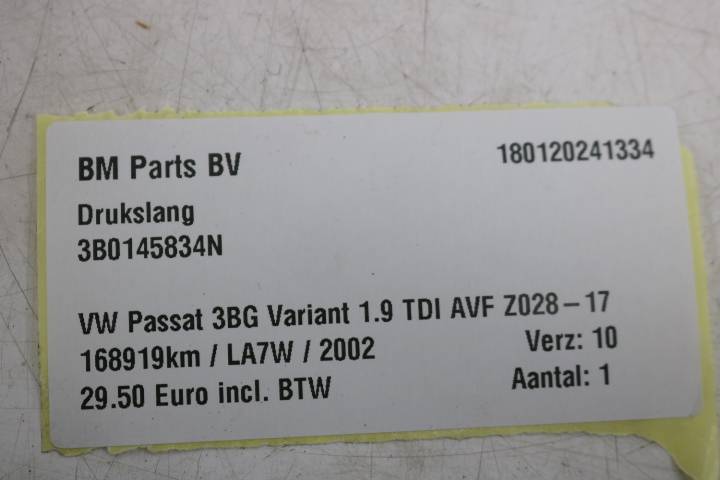 BM Parts BV
180120241334
Drukslang
3B0145834N
VW Passat 3BG Variant 1.9 TDI AVF Z028-17
168919km / LA7W / 2002
Verz: 10
29.50 Euro incl. BTW
Aantal: 1